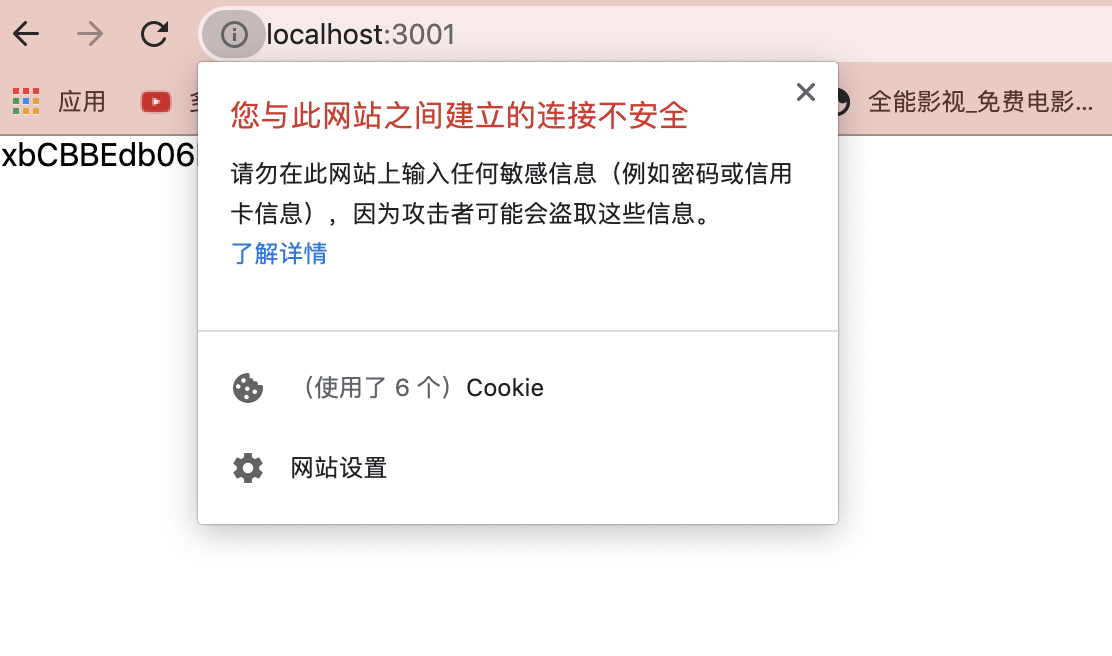 localhost:3001
应用
全能影视_免费电影...
您与此网站之间建立的连接不安全
xbCBBEdb06
请勿在此网站上输入任何敏感信息（例如密码或信用
卡信息），因为攻击者可能会盗取这些信息。
了解详情
（使用了 6 个）Cookie
网站设置